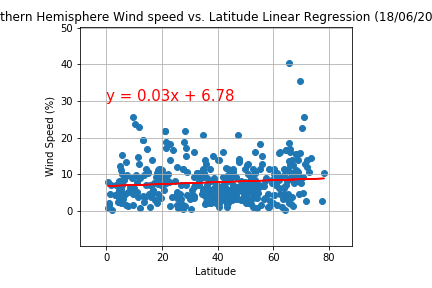 thern Hemisphere Wind speed vs. Latitude Linear Regression (18/06/20
50
40
30
20
10
0
y = 0.03x + 6.78
Wind Speed (%)
0 20 40 60 80
Latitude